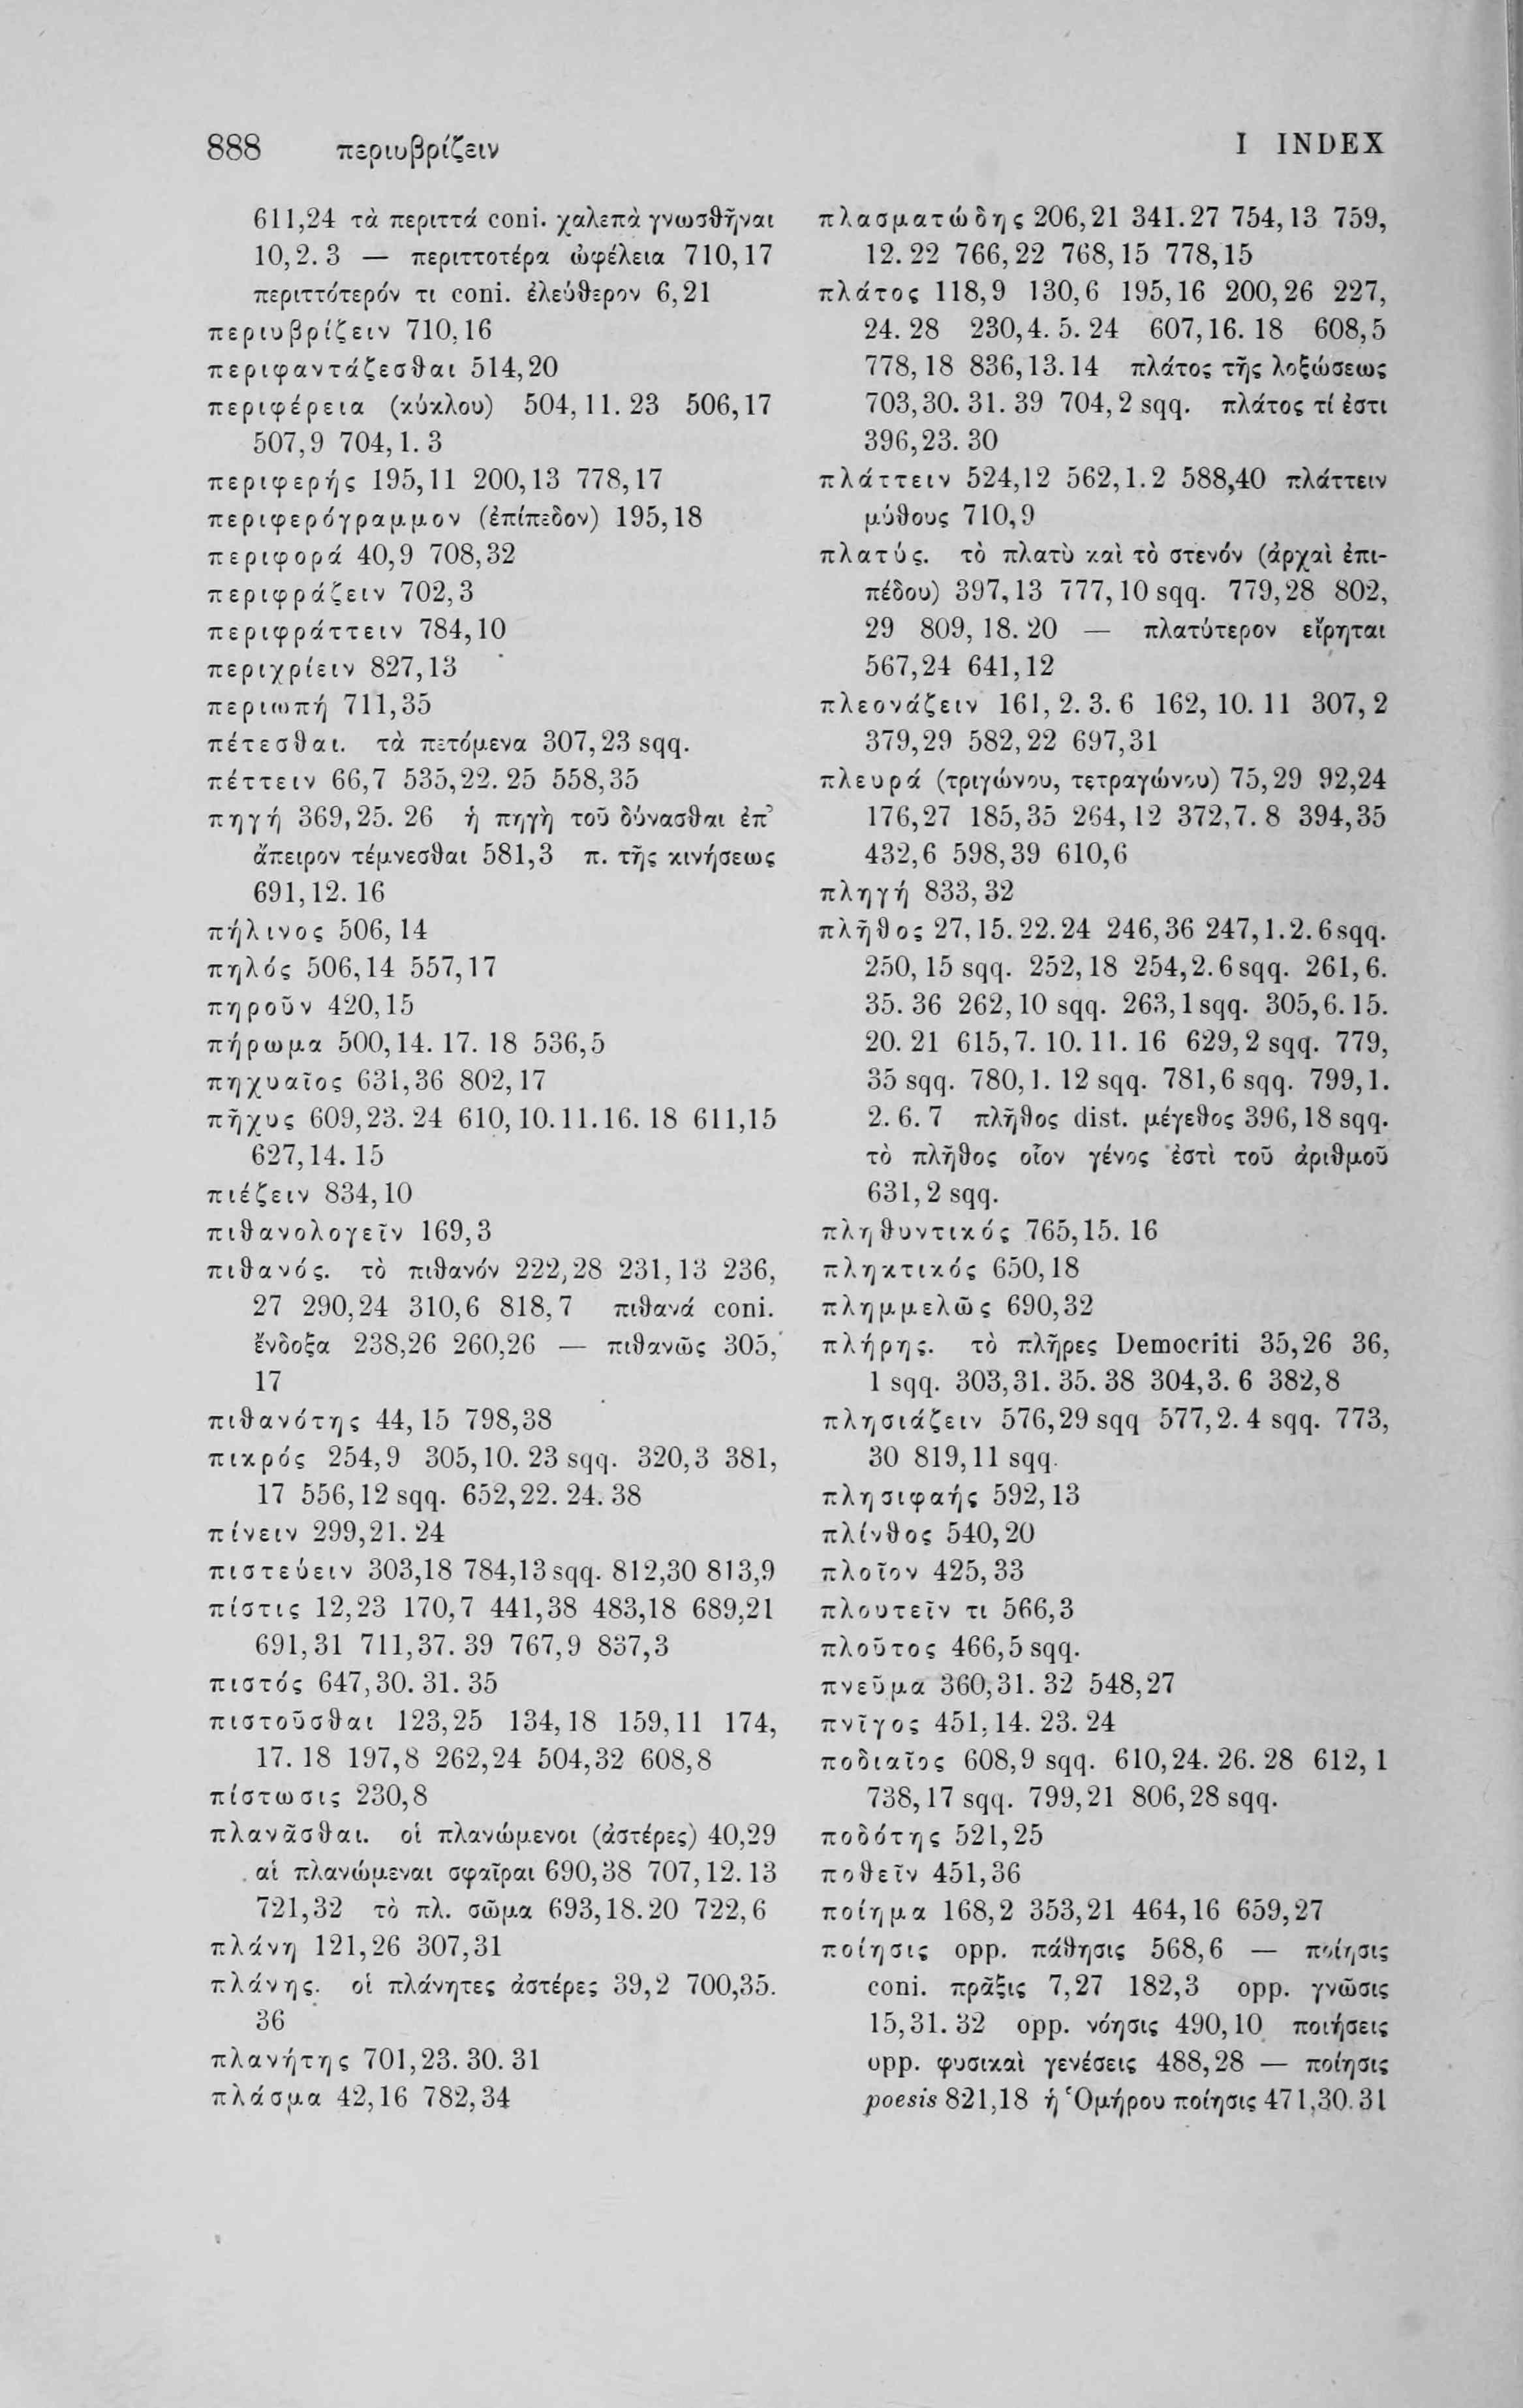 888 περιυβρίζειν
I INDEX
611,24 τὰ περιττά coni. χαλεπὰ γνωσθῆναι
10,2. 3 — περιττοτέρα ὠφέλεια 710,17
περιττότερόν τι coni. ἐλεύθερον 6,21
περιυβρίζειν 710,16
περιφαντάζεσθαι 514,20
περιφέρεια (κύκλου) 504,11. 23 506,17
507,9 704,1. 3
περιφερής 195,11 200,13 778,17
περιφερόγραμμον (ἐπίπεδον) 195,18
περιφορά 40,9 708,32
περιφράζειν 702,3
περιφράττειν 784,10
περιχρίειν 827,13
περιωπή 711,35
πέτεσθαι. τὰ πετόμενα 307,23 sqq.
πέττειν 66,7 535,22. 25 558,35
πηγή 369,25. 26 ἡ πηγὴ τοῦ δύνασθαι ἐπ’
ἄπειρον τέμνεσθαι 581,3 π. τῆς κινήσεως
691,12. 16
πήλινος 506,14
πηλός 506,14 557,17
πηροῦν 420,15
πήρωμα 500,14. 17. 18 536,5
πηχυαῖος 631,36 802,17
πῆχυς 609,23. 24 610,10.11.16. 18 611,15
627,14. 15
πιέζειν 834,10
πιθανολογεῖν 169,3
πιθανός. τὸ πιθανόν 222,28 231,13 236,
27 290,24 310,6 818,7 πιθανά coni.
ἔνδοξα 238,26 260,26 — πιθανῶς 305,
17
πιθανότης 44,15 798,38
πικρός 254,9 305,10. 23 sqq. 320,3 381,
17 556,12 sqq. 652,22. 24. 38
πίνειν 299,21. 24
πιστεύειν 303,18 784,13 sqq. 812,30 813,9
πίστις 12,23 170,7 441,38 483,18 689,21
691,31 711,37. 39 767,9 837,3
πιστός 647,30. 31. 35
πιστοῦσθαι 123,25 134,18 159,11 174,
17. 18 197,8 262,24 504,32 608,8
πίστωσις 230,8
πλανᾶσθαι. οἱ πλανώμενοι (ἀστέρες) 40,29
αἱ πλανώμεναι σφαῖραι 690,38 707,12. 13
721,32 τὸ πλ. σῶμα 693,18. 20 722,6
πλάνη 121,26 307,31
πλάνης. οἱ πλάνητες ἀστέρες 39,2 700,35.
36
πλανήτης 701,23. 30. 31
πλάσμα 42,16 782,34
πλασματώδης 206,21 341.27 754,13 759,
12. 22 766,22 768,15 778,15
πλάτος 118,9 130,6 195,16 200,26 227,
24. 28 230,4. 5. 24 607,16. 18 608,5
778,18 836,13. 14 πλάτος τῆς λοξώσεως
703,30. 31. 39 704,2 sqq. πλάτος τί ἐστι
396,23. 30
πλάττειν 524,12 562,1. 2 588,40 πλάττειν
μύθους 710,9
πλατύς. τὸ πλατὺ καὶ τὸ στενόν (ἀρχαὶ ἐπι-
πέδου) 397,13 777,10 sqq. 779,28 802,
29 809,18. 20 — πλατύτερον εἴρηται
567,24 641,12
πλεονάζειν 161,2. 3. 6 162,10. 11 307,2
379,29 582,22 697,31
πλευρά (τριγώνου, τετραγώνου) 75,29 92,24
176,27 185,35 264,12 372,7. 8 394,35
432,6 598,39 610,6
πληγή 833,32
πλῆθος 27,15. 22. 24 246,36 247,1. 2. 6 sqq.
250,15 sqq. 252,18 254,2. 6 sqq. 261,6.
35. 36 262,10 sqq. 263,1 sqq. 305,6. 15.
20. 21 615,7. 10. 11. 16 629,2 sqq. 779,
35 sqq. 780,1. 12 sqq. 781,6 sqq. 799,1.
2. 6. 7 πλῆθος dist. μέγεθος 396,18 sqq.
τὸ πλῆθος οἷον γένος ἐστὶ τοῦ ἀριθμοῦ
631,2 sqq.
πληθυντικός 765,15. 16
πληκτικός 650,18
πλημμελῶς 690,32
πλήρης. τὸ πλῆρες Democriti 35,26 36,
1 sqq. 303,31. 35. 38 304,3. 6 382,8
πλησιάζειν 576,29 sqq 577,2. 4 sqq. 773,
30 819,11 sqq.
πλησιφαής 592,13
πλίνθος 540,20
πλοῖον 425,33
πλουτεῖν τι 566,3
πλοῦτος 466,5 sqq.
πνεῦμα 360,31. 32 548,27
πνῖγος 451,14. 23. 24
ποδιαῖος 608,9 sqq. 610,24. 26. 28 612,1
738,17 sqq. 799,21 806,28 sqq.
ποδότης 521,25
ποθεῖν 451,36
ποίημα 168,2 353,21 464,16 659,27
ποίησις opp. πάθησις 568,6 — ποίησις
coni. πρᾶξις 7,27 182,3 opp. γνῶσις
15,31. 32 opp. νόησις 490,10 ποιήσεις
opp. φυσικαὶ γενέσεις 488,28 — ποίησις
poesis 821,18 ἡ Ὁμήρου ποίησις 471,30. 31